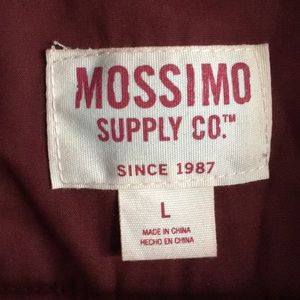 MOSSIMO
SUPPLY CO.™
SINCE 1987
L
MADE IN CHINA
HECHO EN CHINA